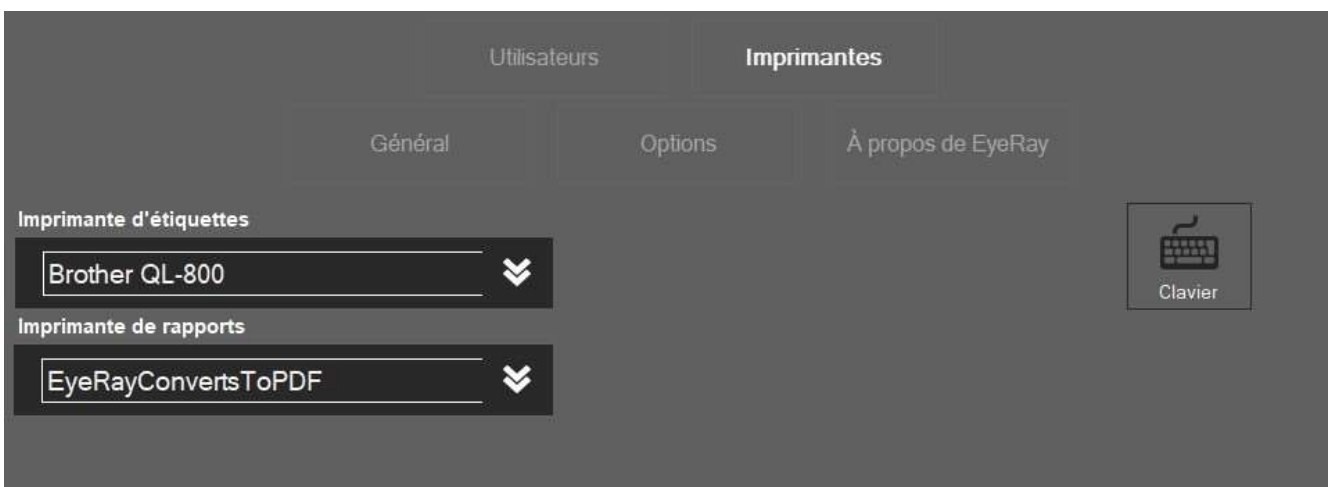 Utilisateurs
Imprimantes
Général
Options
À propos de EyeRay
Imprimante d'étiquettes
Brother QL-800
Clavier
Imprimante de rapports
EyeRayConvertsToPDF